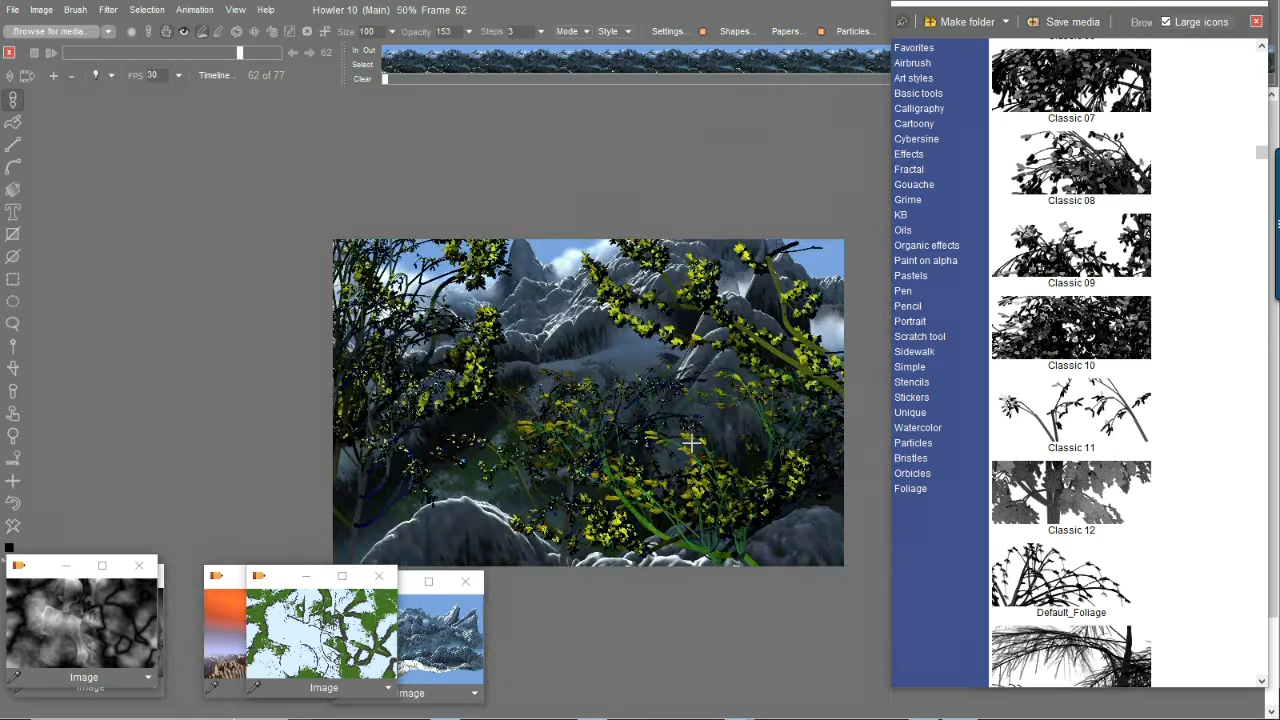 File Image Brush Filter Selection Animation View Help Howler 10 (Main) 50% Frame 62
Browse for media... Size 100 Opacity 153 Steps 3 Mode Style Settings... Shapes... Papers... Particles...
62 In Out
Select
FPS 30 Timeline... 62 of 77 Clear
Make folder Save media Brow Large icons
Favorites
Airbrush
Art styles
Basic tools
Calligraphy
Cartoony
Cybersine
Effects
Fractal
Gouache
Grime
KB
Oils
Organic effects
Paint on alpha
Pastels
Pen
Pencil
Portrait
Scratch tool
Sidewalk
Simple
Stencils
Stickers
Unique
Watercolor
Particles
Bristles
Orbicles
Foliage
Classic 07
Classic 08
Classic 09
Classic 10
Classic 11
Classic 12
Default_Foliage
Image
Image
Image
Image